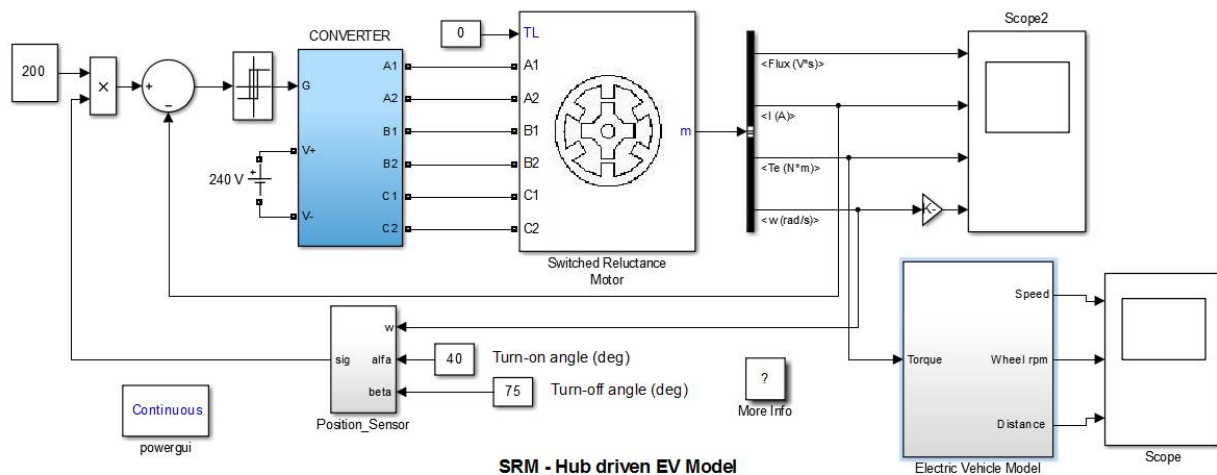 Scope2
CONVERTER
200
×
+
−
G
V+
V-
240 V
+
A1
A2
B1
B2
C1
C2
0
TL
A1
A2
B1
B2
C1
C2
m
Switched Reluctance
Motor
<Flux (V*s)>
<I (A)>
<Te (N*m)>
<w (rad/s)>
K-
sig
w
alfa
beta
Position_Sensor
40
Turn-on angle (deg)
75
Turn-off angle (deg)
?
More Info
Continuous
powergui
Torque
Speed
Wheel rpm
Distance
Electric Vehicle Model
Scope
SRM - Hub driven EV Model